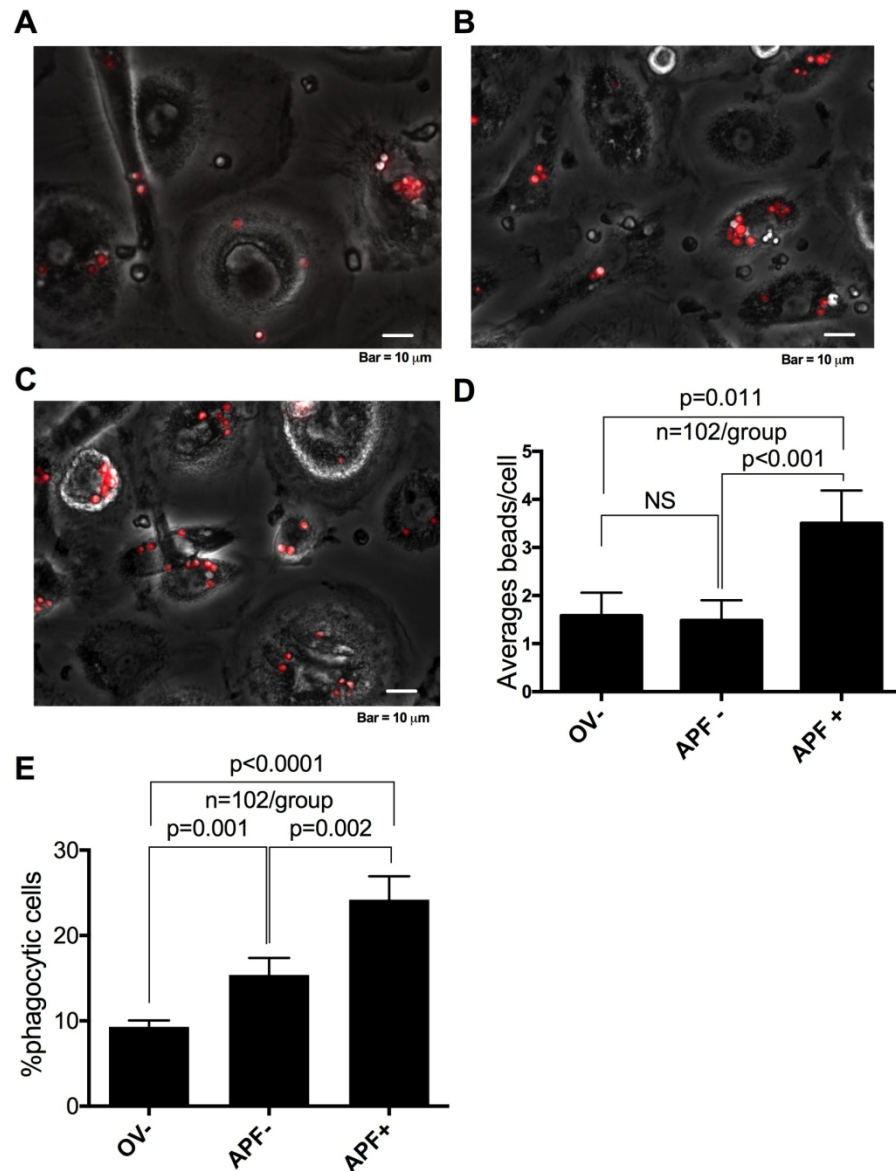 A
Bar = 10 μm
B
Bar = 10 μm
C
Bar = 10 μm
D
p=0.011
n=102/group
p<0.001
NS
Averages beads/cell
5
4
3
2
1
0
OV-
APF -
APF +
E
p<0.0001
n=102/group
p=0.001
p=0.002
%phagocytic cells
30
20
10
0
OV-
APF-
APF+